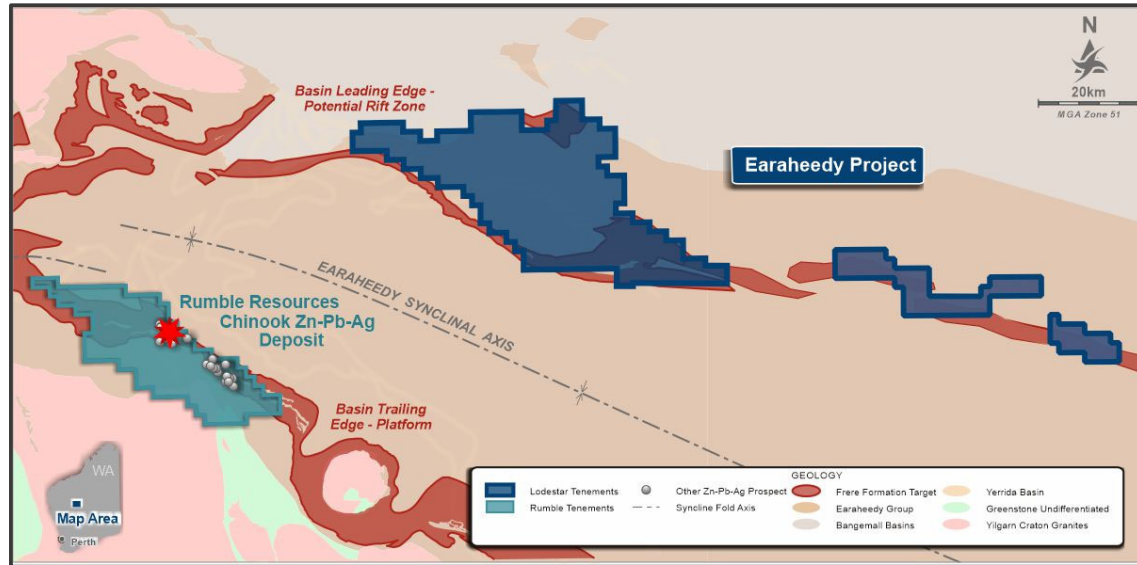 Basin Leading Edge -
Potential Rift Zone
N
20km
MGA Zone 51
Earaheedy Project
EARAHEEDY SYNCLINAL AXIS
Rumble Resources
Chinook Zn-Pb-Ag
Deposit
Basin Trailing
Edge - Platform
WA
Map Area
Perth
GEOLOGY
Lodestar Tenements
Other Zn-Pb-Ag Prospect
Frere Formation Target
Yerrida Basin
Rumble Tenements
Syncline Fold Axis
Earaheedy Group
Greenstone Undifferentiated
Bangemall Basins
Yilgarn Craton Granites